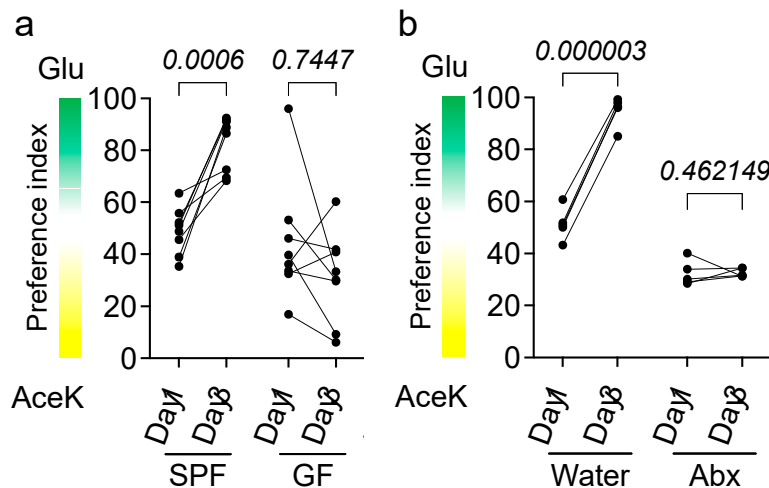 a
0.0006 0.7447
Glu
100
80
60
40
20
0
Preference index
AceK
Day1 Day3 Day1 Day3
SPF GF
b
0.000003
Glu
0.462149
100
80
60
40
20
0
Preference index
AceK
Day1 Day3 Day1 Day3
Water Abx